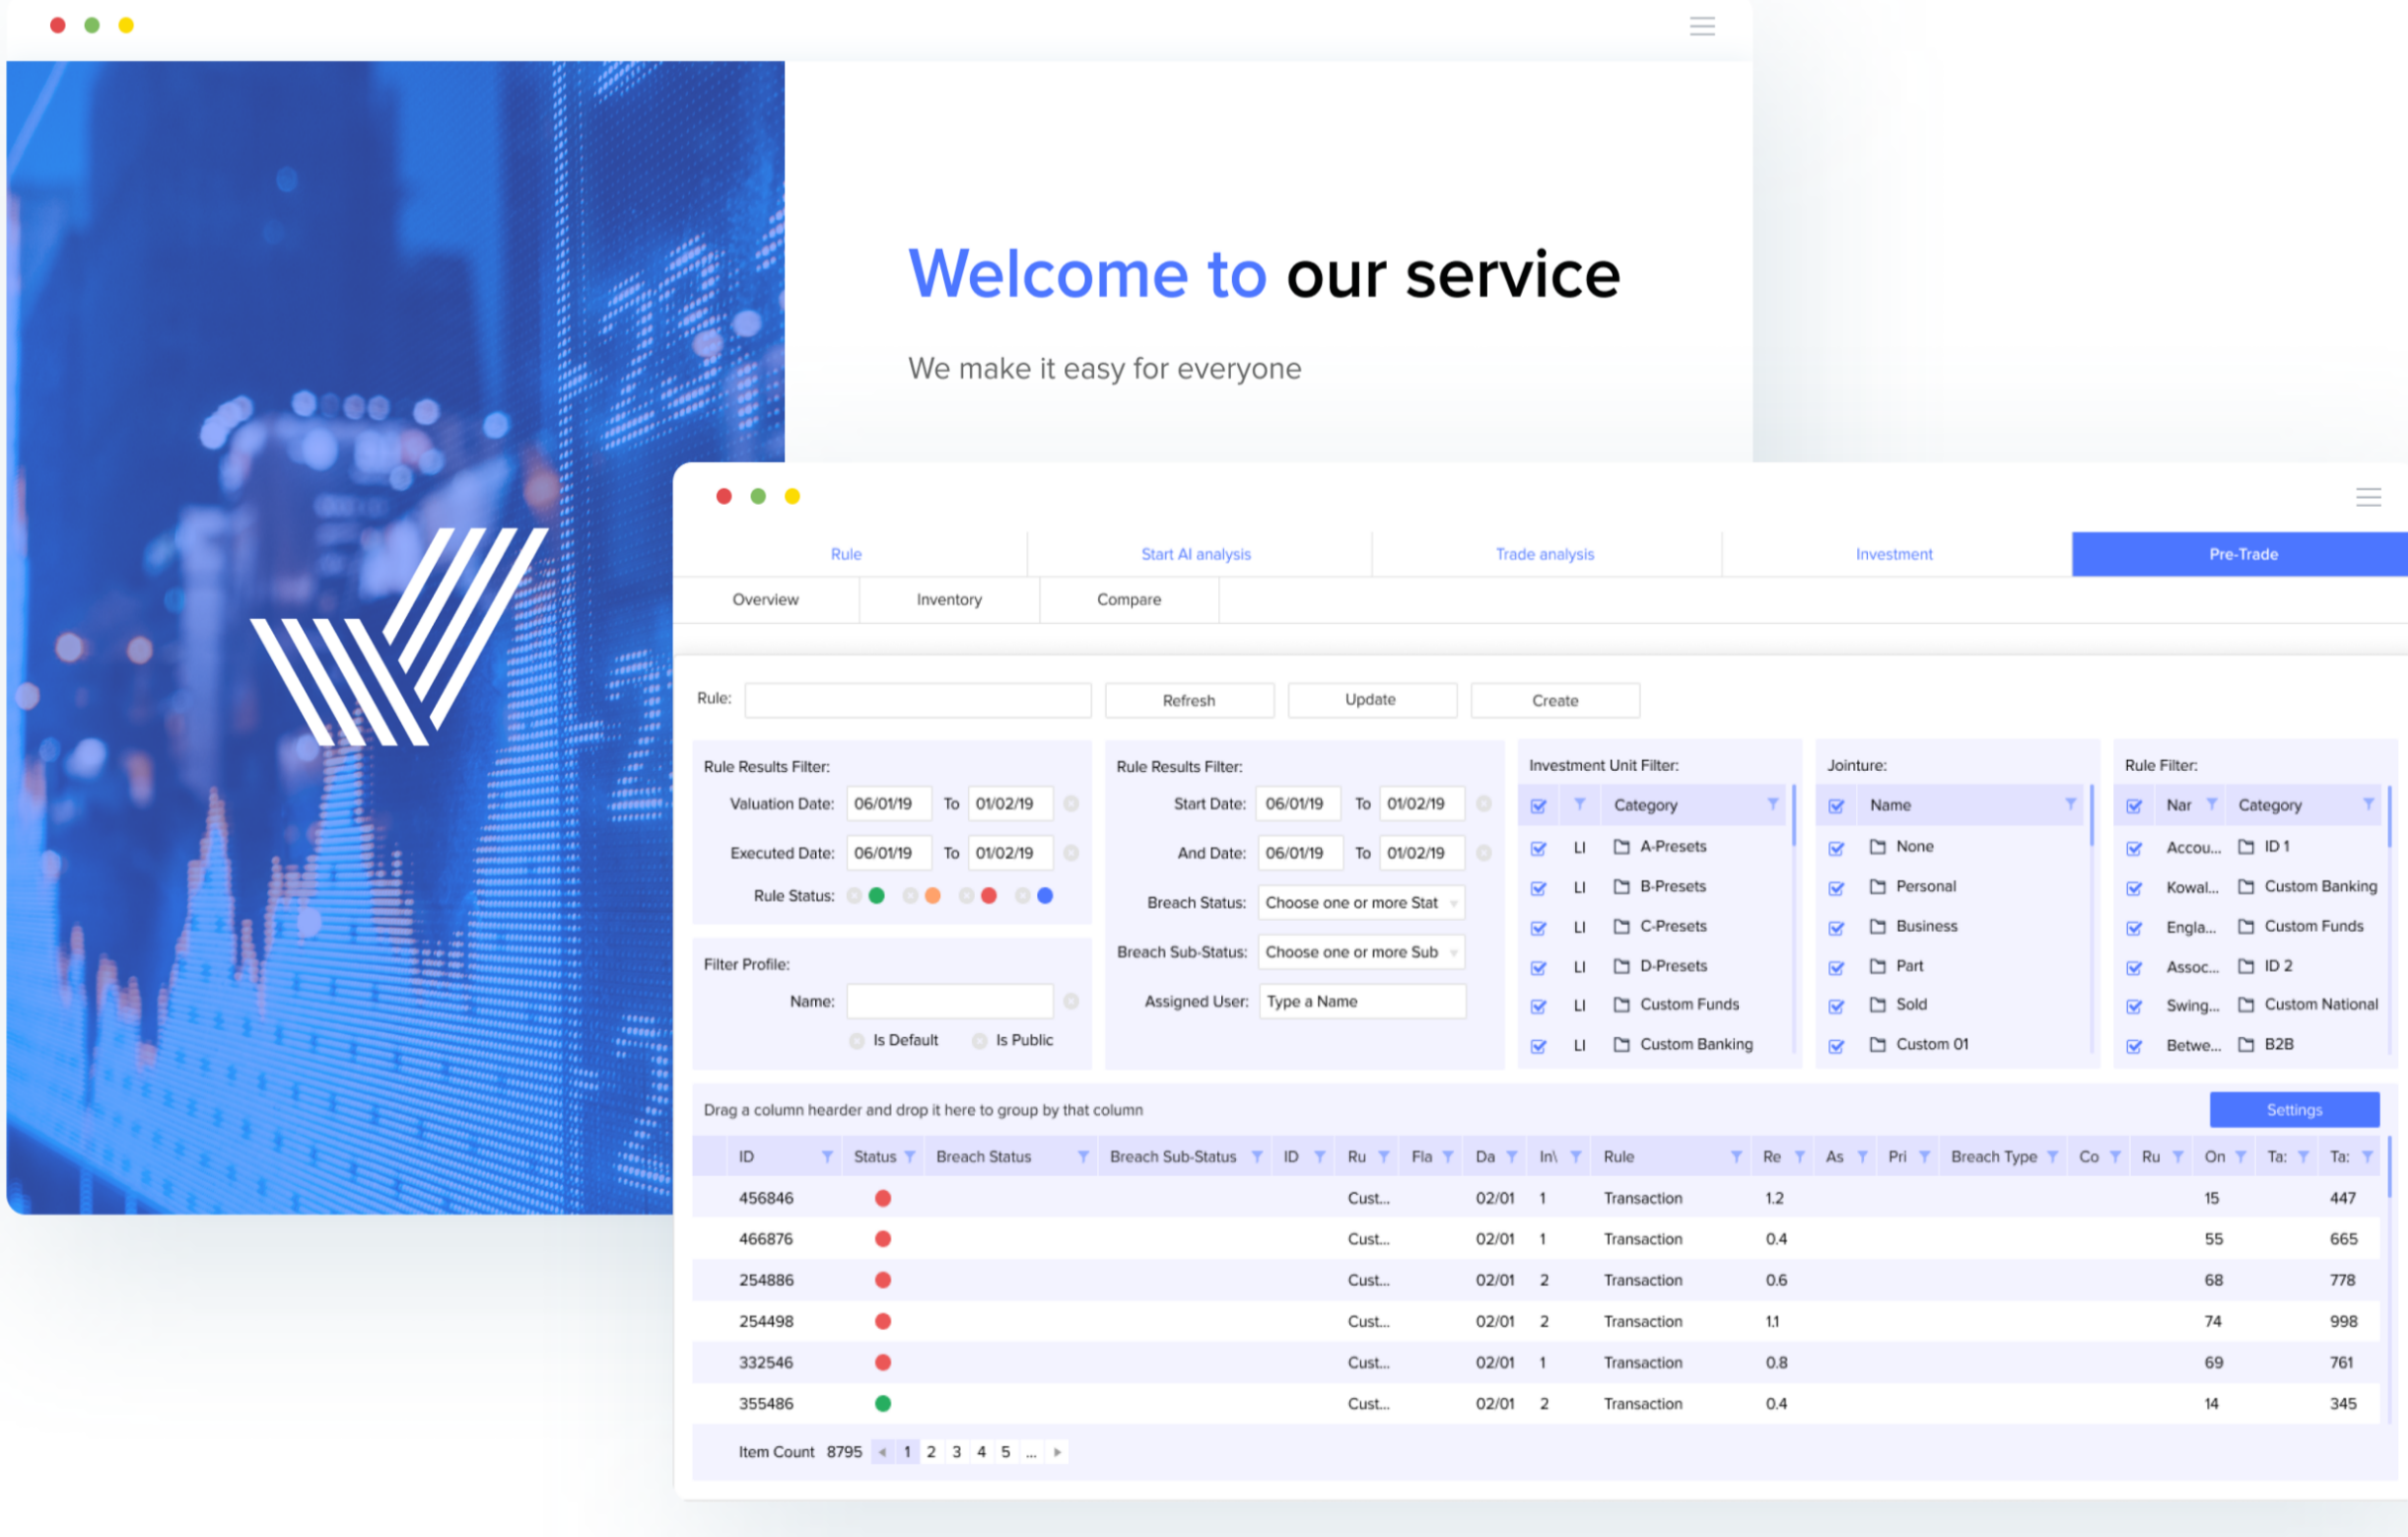 Welcome to our service
We make it easy for everyone
Rule Start AI analysis Trade analysis Investment Pre-Trade
Overview Inventory Compare
Rule: Refresh Update Create
Rule Results Filter:
Valuation Date: 06/01/19 To 01/02/19
Executed Date: 06/01/19 To 01/02/19
Rule Status:
Filter Profile:
Name:
Is Default Is Public
Rule Results Filter:
Start Date: 06/01/19 To 01/02/19
And Date: 06/01/19 To 01/02/19
Breach Status: Choose one or more Stat
Breach Sub-Status: Choose one or more Sub
Assigned User: Type a Name
Investment Unit Filter:
Category
LI A-Presets
LI B-Presets
LI C-Presets
LI D-Presets
LI Custom Funds
LI Custom Banking
Jointure:
Name
None
Personal
Business
Part
Sold
Custom 01
Rule Filter:
Nar Category
Accou... ID 1
Kowal... Custom Banking
Engla... Custom Funds
Assoc... ID 2
Swing... Custom National
Betwe... B2B
Drag a column hearder and drop it here to group by that column Settings
ID Status Breach Status Breach Sub-Status ID Ru Fla Da In\ Rule Re As Pri Breach Type Co Ru On Ta: Ta:
456846 Cust... 02/01 1 Transaction 1.2 15 447
466876 Cust... 02/01 1 Transaction 0.4 55 665
254886 Cust... 02/01 2 Transaction 0.6 68 778
254498 Cust... 02/01 2 Transaction 1.1 74 998
332546 Cust... 02/01 1 Transaction 0.8 69 761
355486 Cust... 02/01 2 Transaction 0.4 14 345
Item Count 8795 1 2 3 4 5 ...